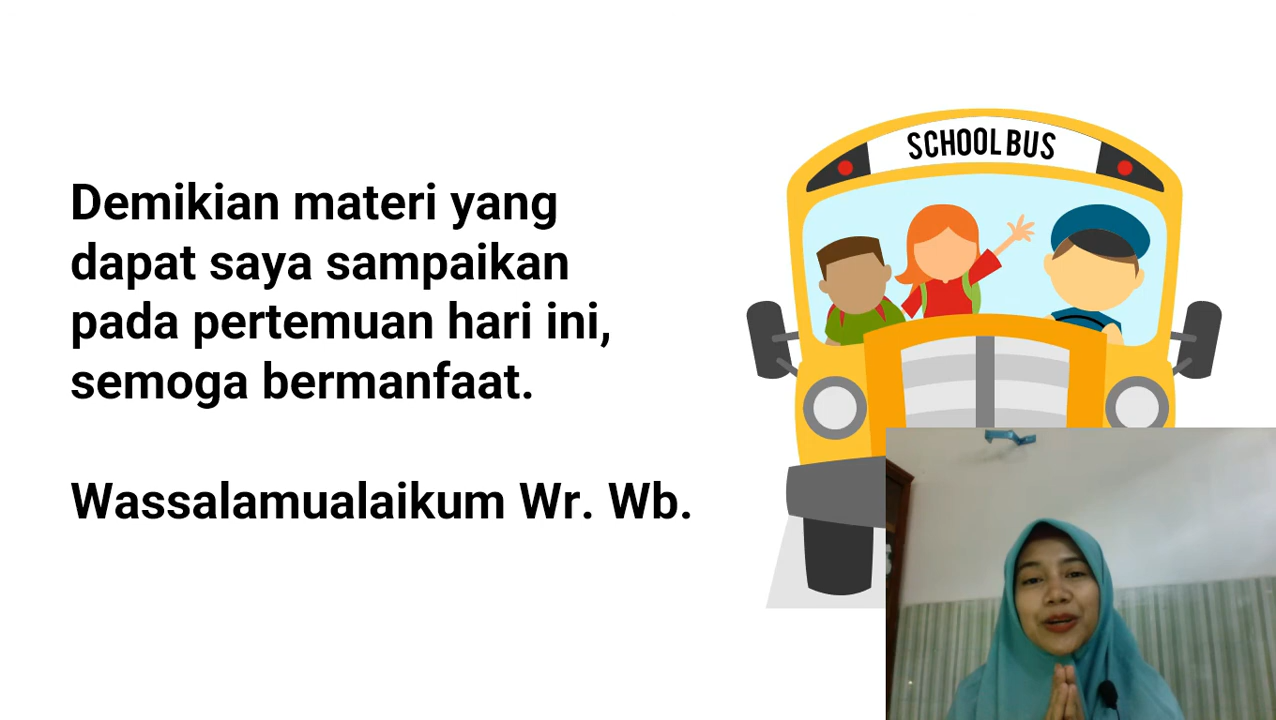 SCHOOL BUS
Demikian materi yang
dapat saya sampaikan
pada pertemuan hari ini,
semoga bermanfaat.
Wassalamualaikum Wr. Wb.